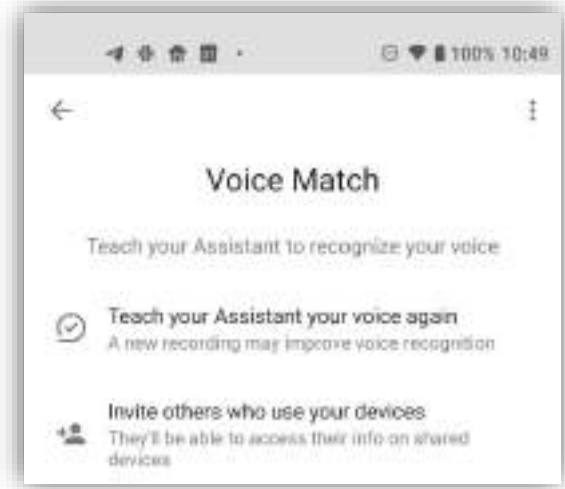 100% 10:49
Voice Match
Teach your Assistant to recognize your voice
Teach your Assistant your voice again
A new recording may improve voice recognition
Invite others who use your devices
They'll be able to access their info on shared
devices